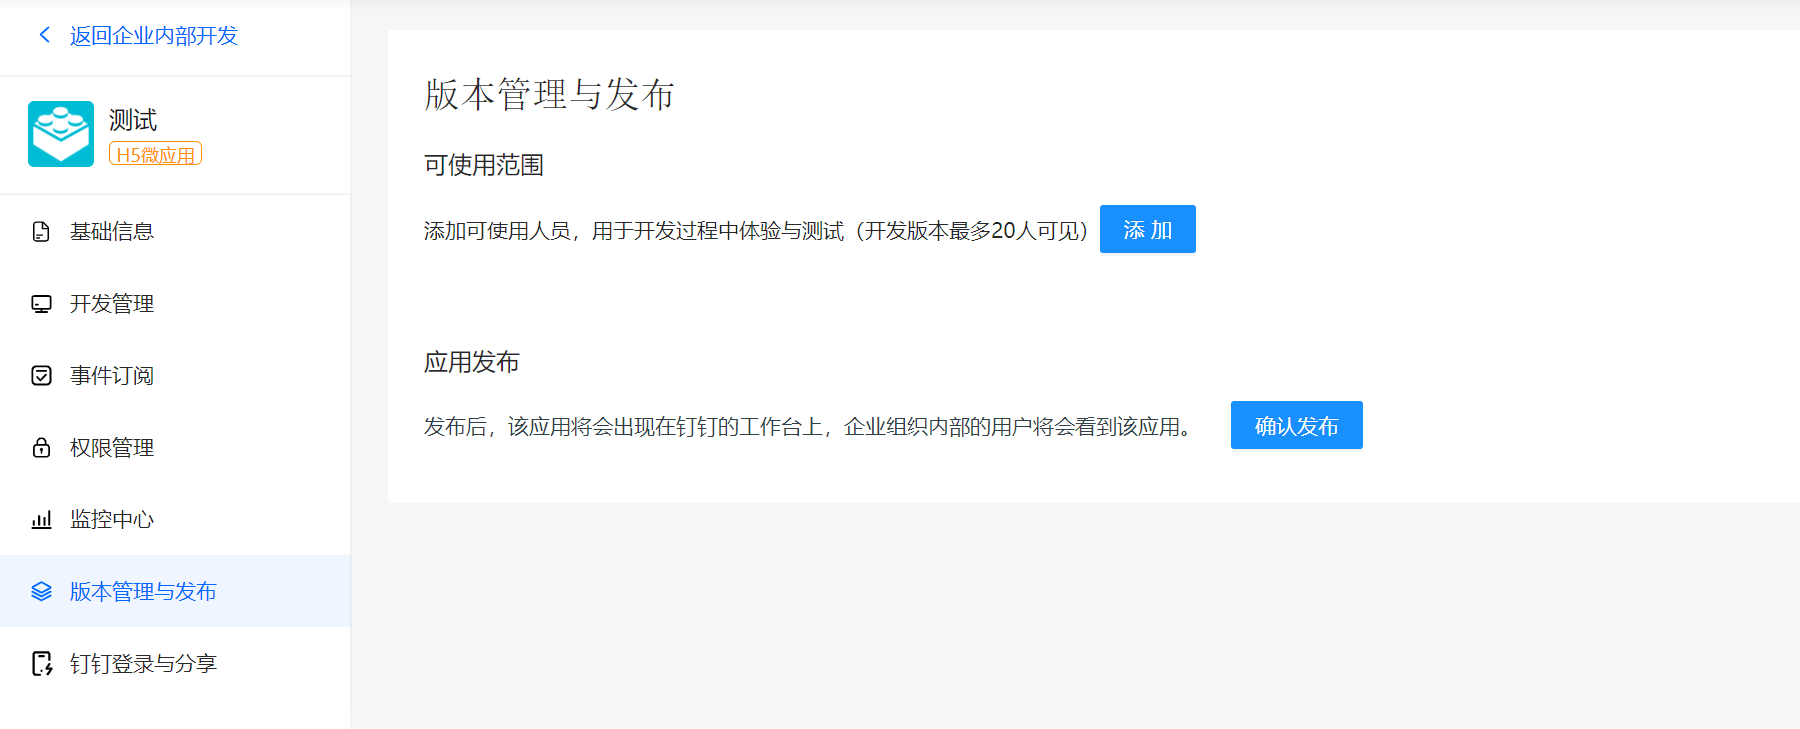 返回企业内部开发
测试
H5微应用
基础信息
开发管理
事件订阅
权限管理
监控中心
版本管理与发布
钉钉登录与分享
版本管理与发布
可使用范围
添加可使用人员，用于开发过程中体验与测试（开发版本最多20人可见） 添 加
应用发布
发布后，该应用将会出现在钉钉的工作台上，企业组织内部的用户将会看到该应用。 确认发布